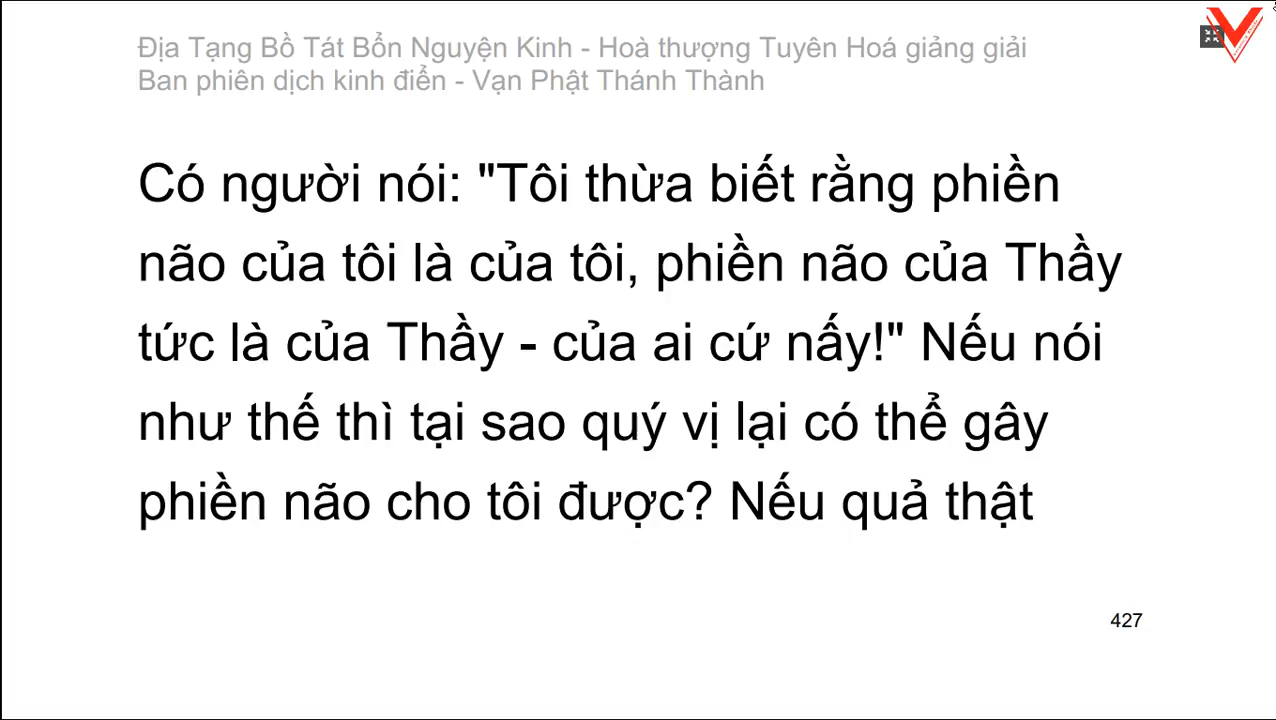 Địa Tạng Bồ Tát Bổn Nguyện Kinh - Hoà thượng Tuyên Hoá giảng giải
Ban phiên dịch kinh điển - Vạn Phật Thánh Thành
Có người nói: "Tôi thừa biết rằng phiền
não của tôi là của tôi, phiền não của Thầy
tức là của Thầy - của ai cứ nấy!" Nếu nói
như thế thì tại sao quý vị lại có thể gây
phiền não cho tôi được? Nếu quả thật
427